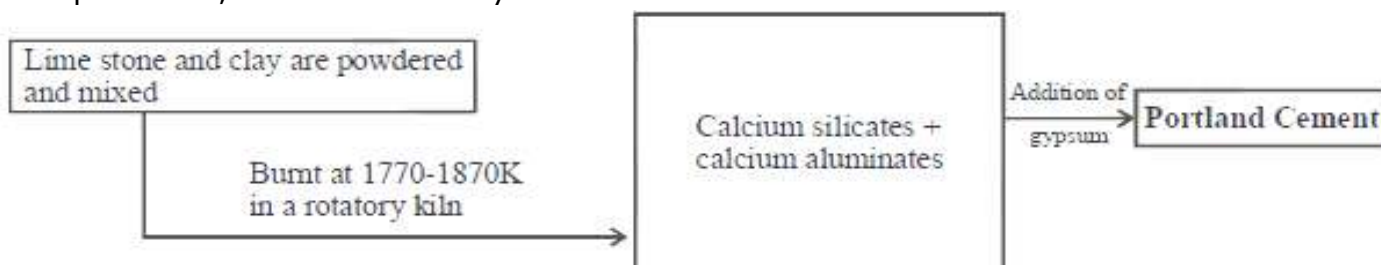 Lime stone and clay are powdered
and mixed
Burnt at 1770-1870K
in a rotatory kiln
Calcium silicates +
calcium aluminates
Addition of
gypsum
Portland Cement